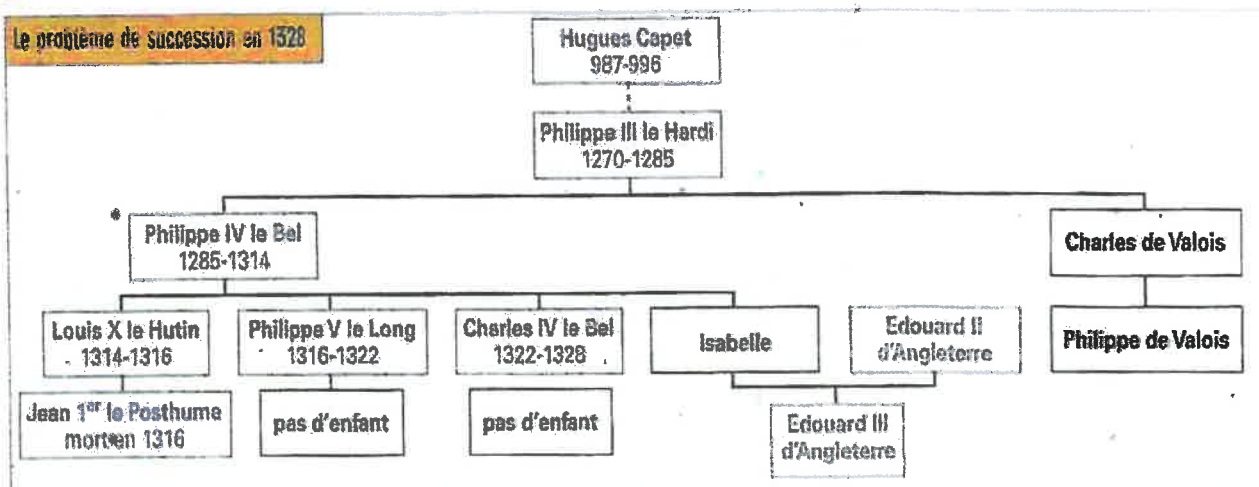 Le problème de succession en 1328
Hugues Capet
987-996
Philippe III le Hardi
1270-1285
Philippe IV le Bel
1285-1314
Charles de Valois
Louis X le Hutin
1314-1316
Philippe V le Long
1316-1322
Charles IV le Bel
1322-1328
Isabelle
Edouard II
d'Angleterre
Philippe de Valois
Jean 1er le Posthume
mort en 1316
pas d'enfant
pas d'enfant
Edouard III
d'Angleterre